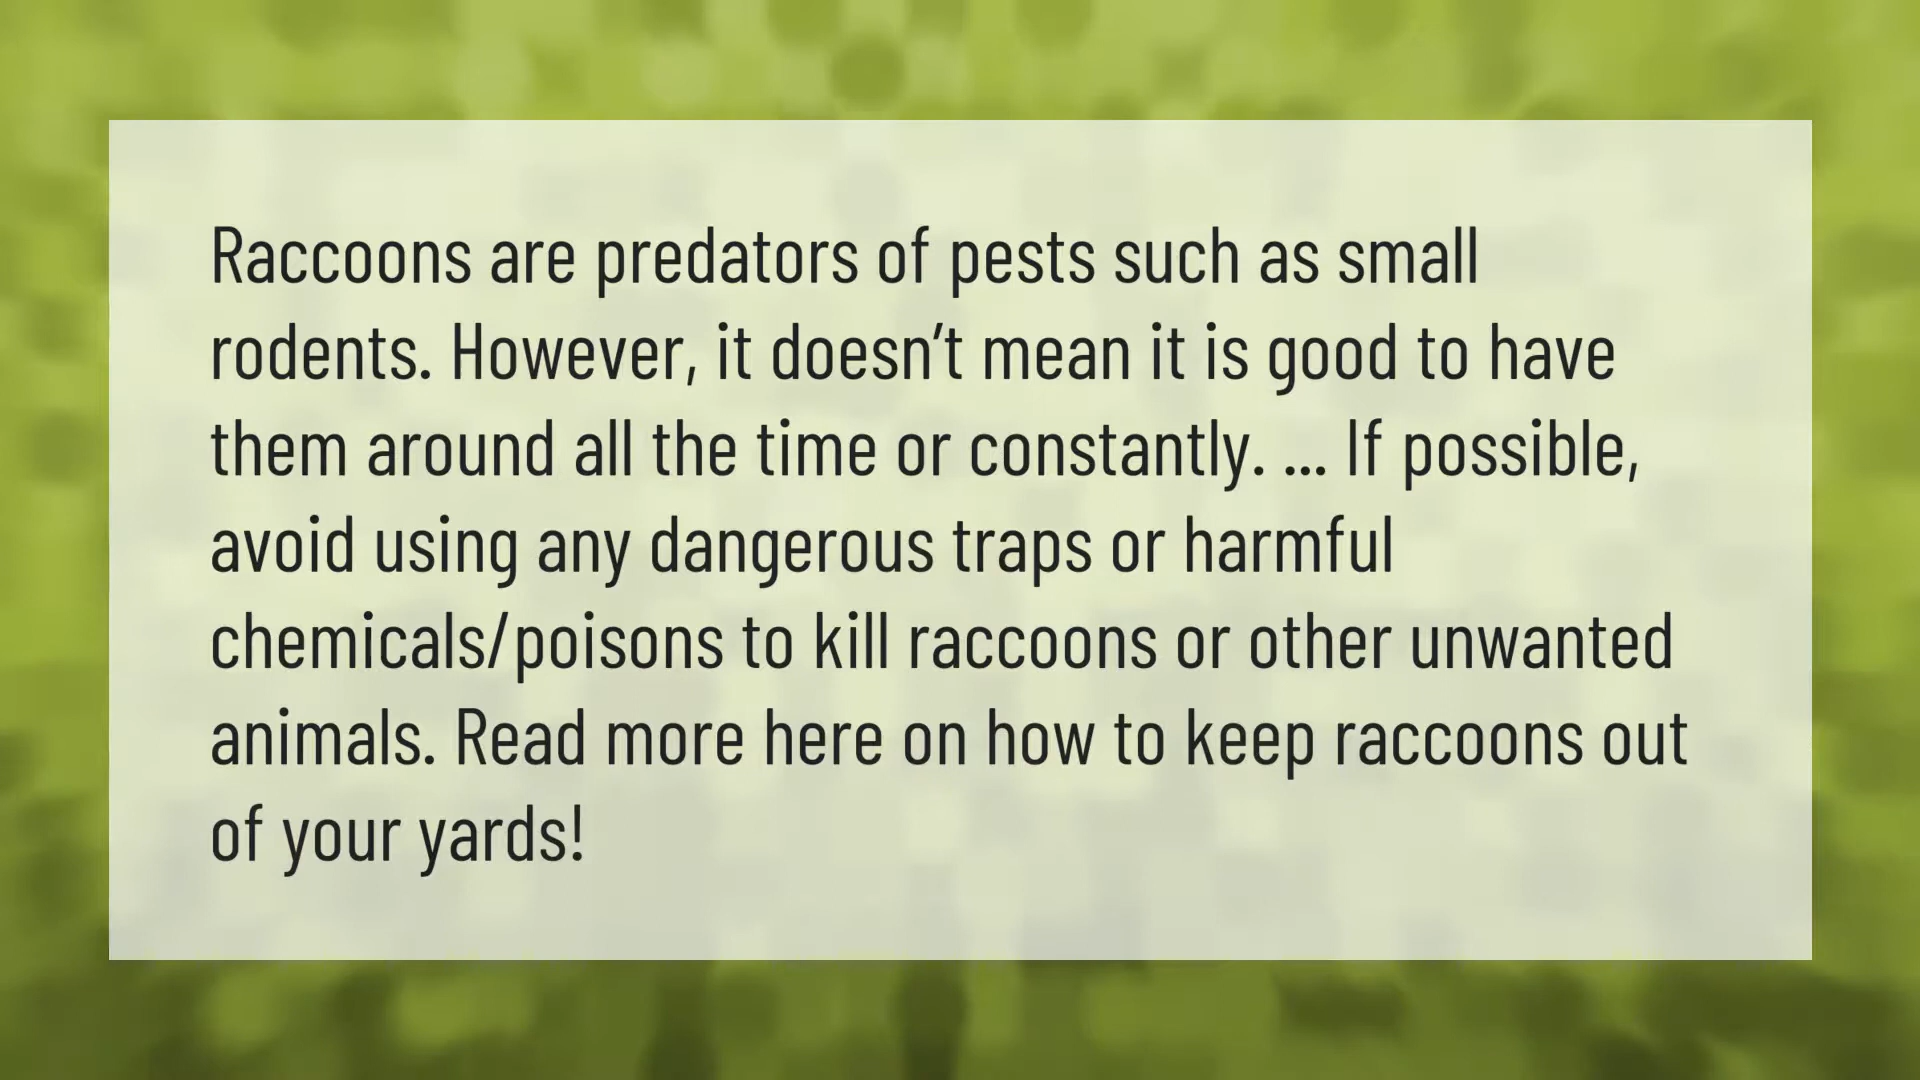 Raccoons are predators of pests such as small
rodents. However, it doesn’t mean it is good to have
them around all the time or constantly. ... If possible,
avoid using any dangerous traps or harmful
chemicals/poisons to kill raccoons or other unwanted
animals. Read more here on how to keep raccoons out
of your yards!